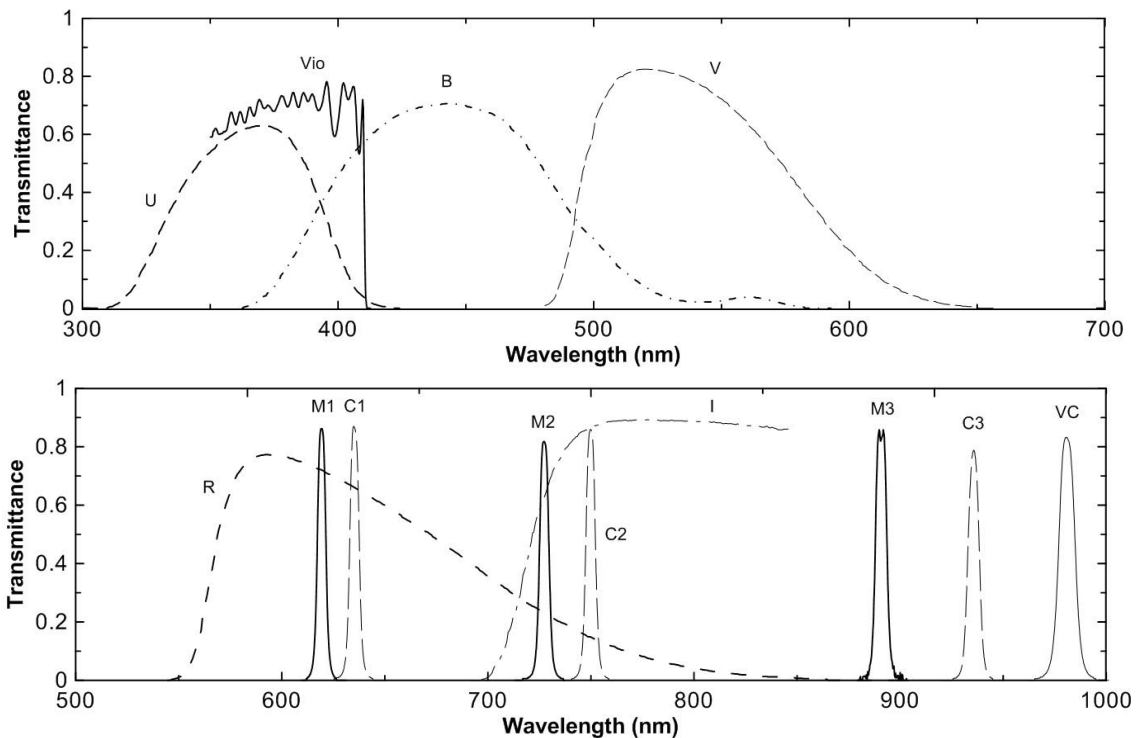 1
0.8
0.6
0.4
0.2
0
Transmittance
Vio
B
V
U
300 400 500 600 700
Wavelength (nm)
1
0.8
0.6
0.4
0.2
0
Transmittance
M1 C1 M2 I M3 C3 VC
R
C2
500 600 700 800 900 1000
Wavelength (nm)